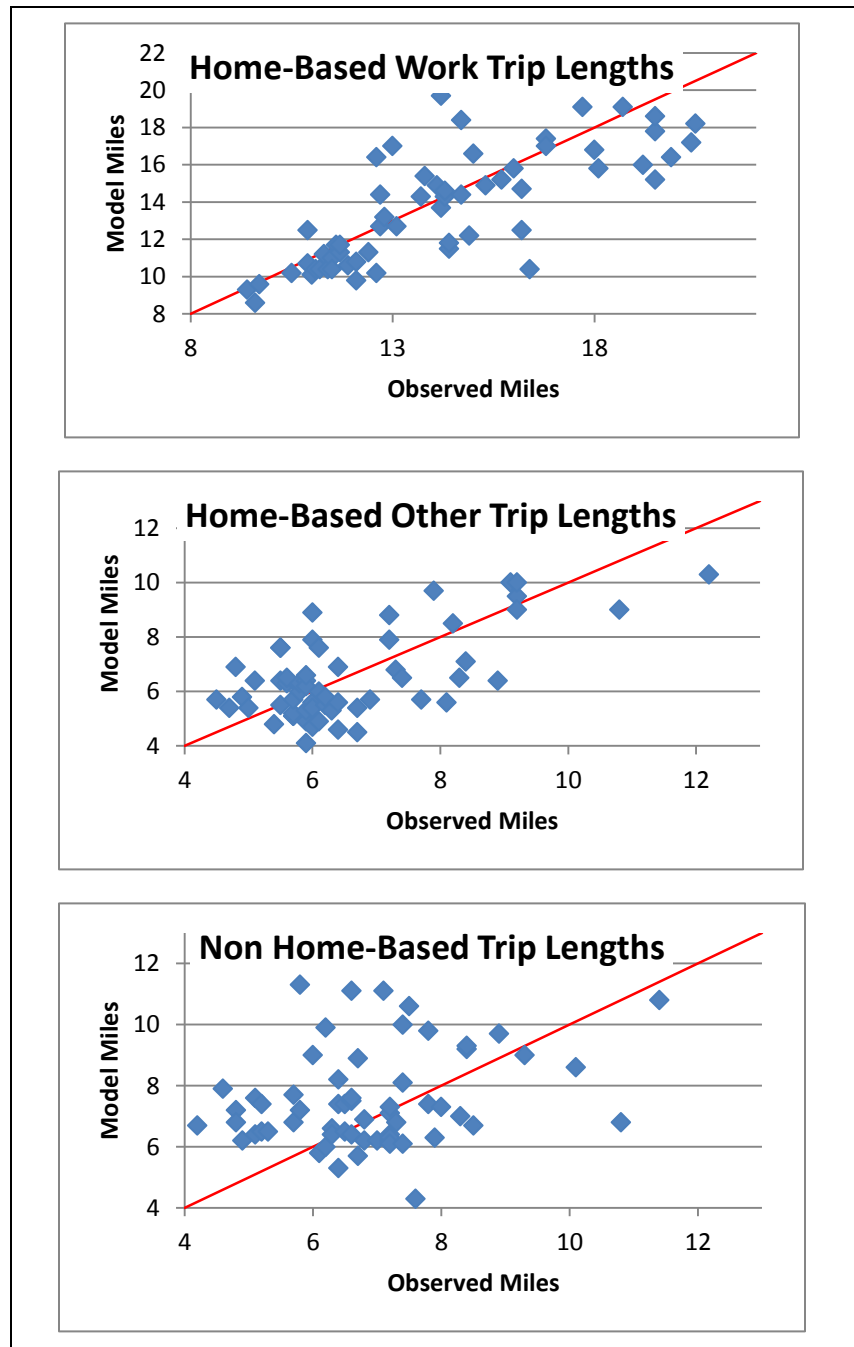 Home-Based Work Trip Lengths
22
20
18
16
14
12
10
8
Model Miles
8 13 18
Observed Miles
Home-Based Other Trip Lengths
12
10
8
6
4
Model Miles
4 6 8 10 12
Observed Miles
Non Home-Based Trip Lengths
12
10
8
6
4
Model Miles
4 6 8 10 12
Observed Miles